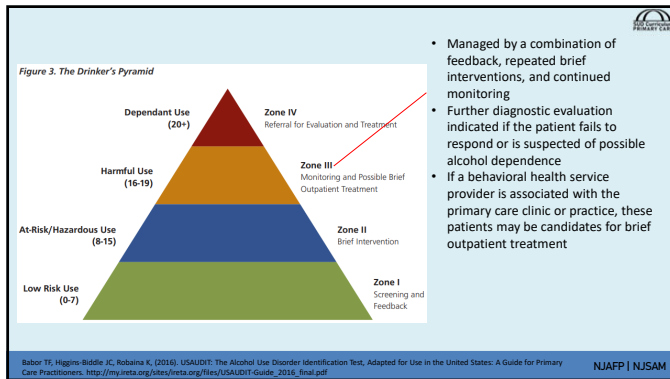 SUD Curriculum
PRIMARY CARE
Figure 3. The Drinker's Pyramid
Dependant Use
(20+)
Zone IV
Referral for Evaluation and Treatment
Harmful Use
(16-19)
Zone III
Monitoring and Possible Brief
Outpatient Treatment
At-Risk/Hazardous Use
(8-15)
Zone II
Brief Intervention
Low Risk Use
(0-7)
Zone I
Screening and
Feedback
• Managed by a combination of
feedback, repeated brief
interventions, and continued
monitoring
• Further diagnostic evaluation
indicated if the patient fails to
respond or is suspected of possible
alcohol dependence
• If a behavioral health service
provider is associated with the
primary care clinic or practice, these
patients may be candidates for brief
outpatient treatment
Babor TF, Higgins-Biddle JC, Robaina K, (2016). USAUDIT: The Alcohol Use Disorder Identification Test, Adapted for Use in the United States: A Guide for Primary
Care Practitioners. http://my.ireta.org/sites/ireta.org/files/USAUDIT-Guide_2016_final.pdf
NJAFP | NJSAM